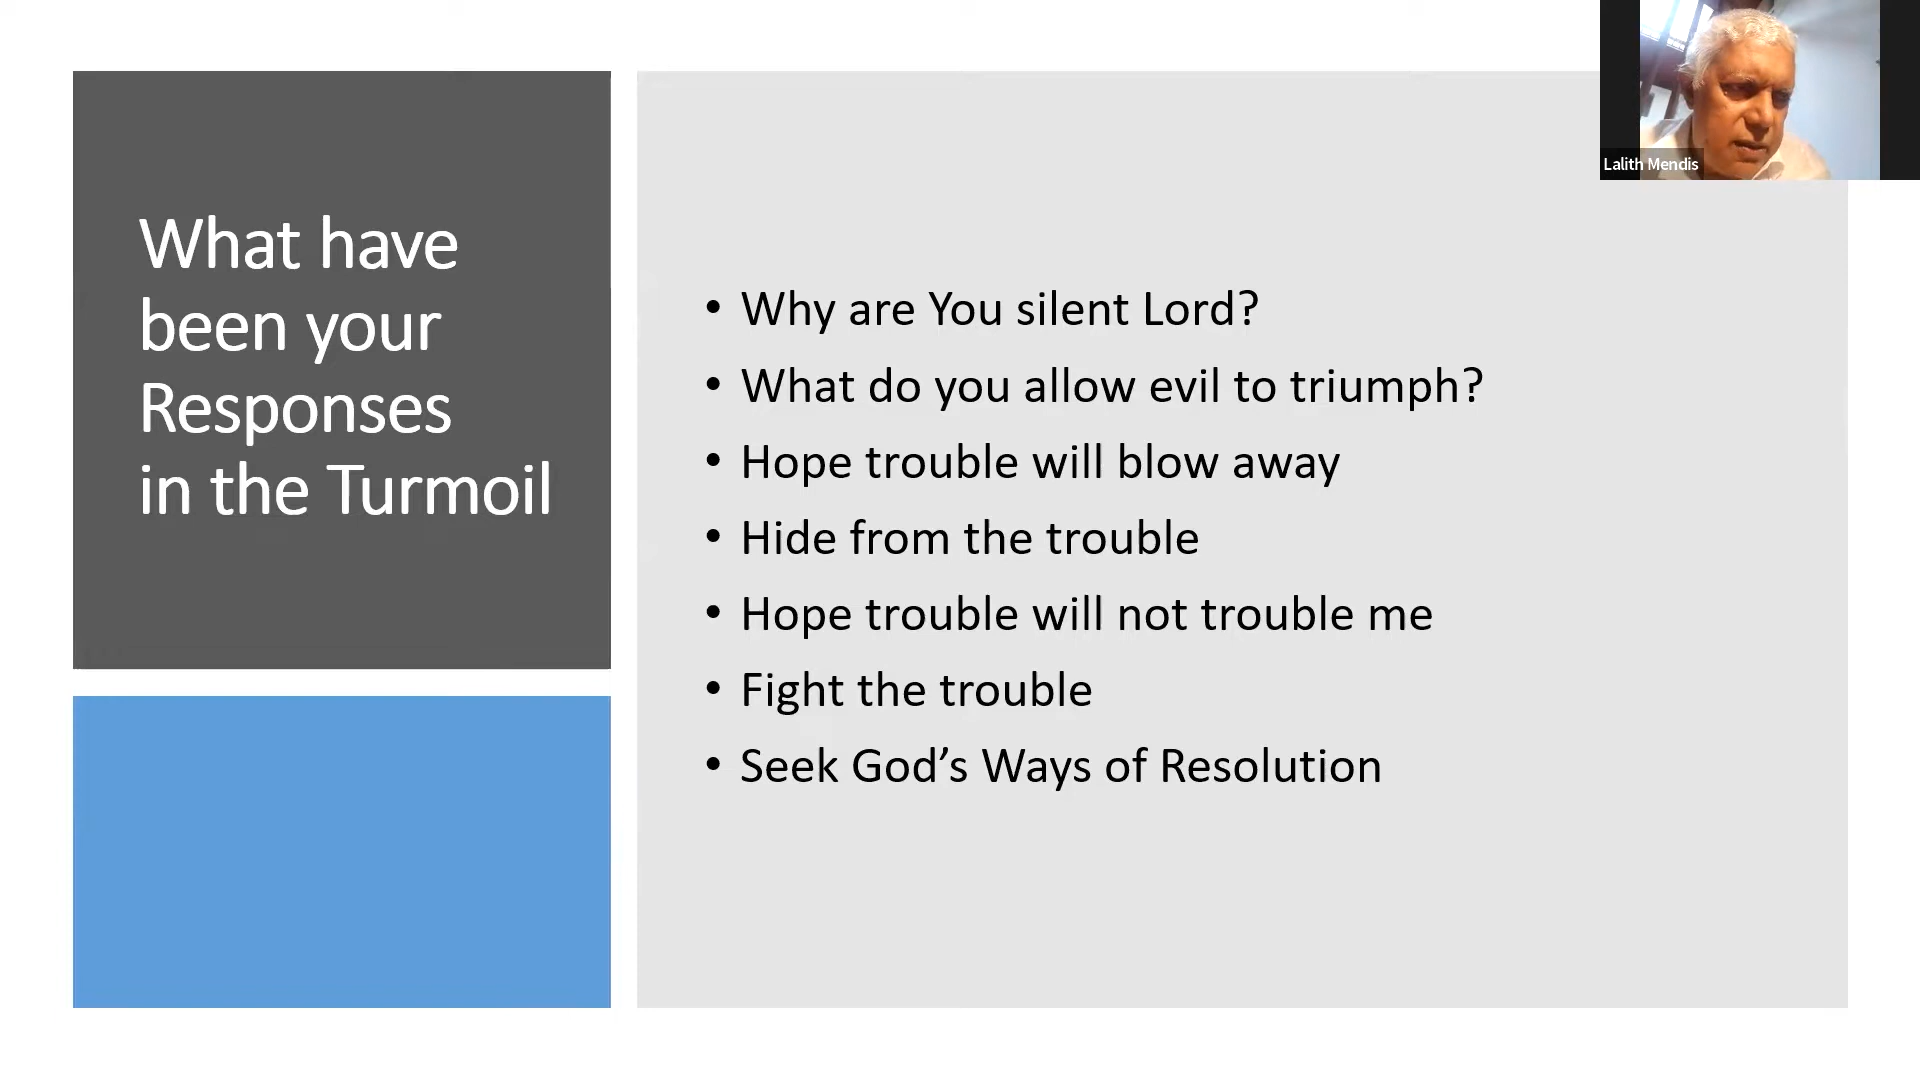 What have
been your
Responses
in the Turmoil
• Why are You silent Lord?
• What do you allow evil to triumph?
• Hope trouble will blow away
• Hide from the trouble
• Hope trouble will not trouble me
• Fight the trouble
• Seek God’s Ways of Resolution
Lalith Mendis